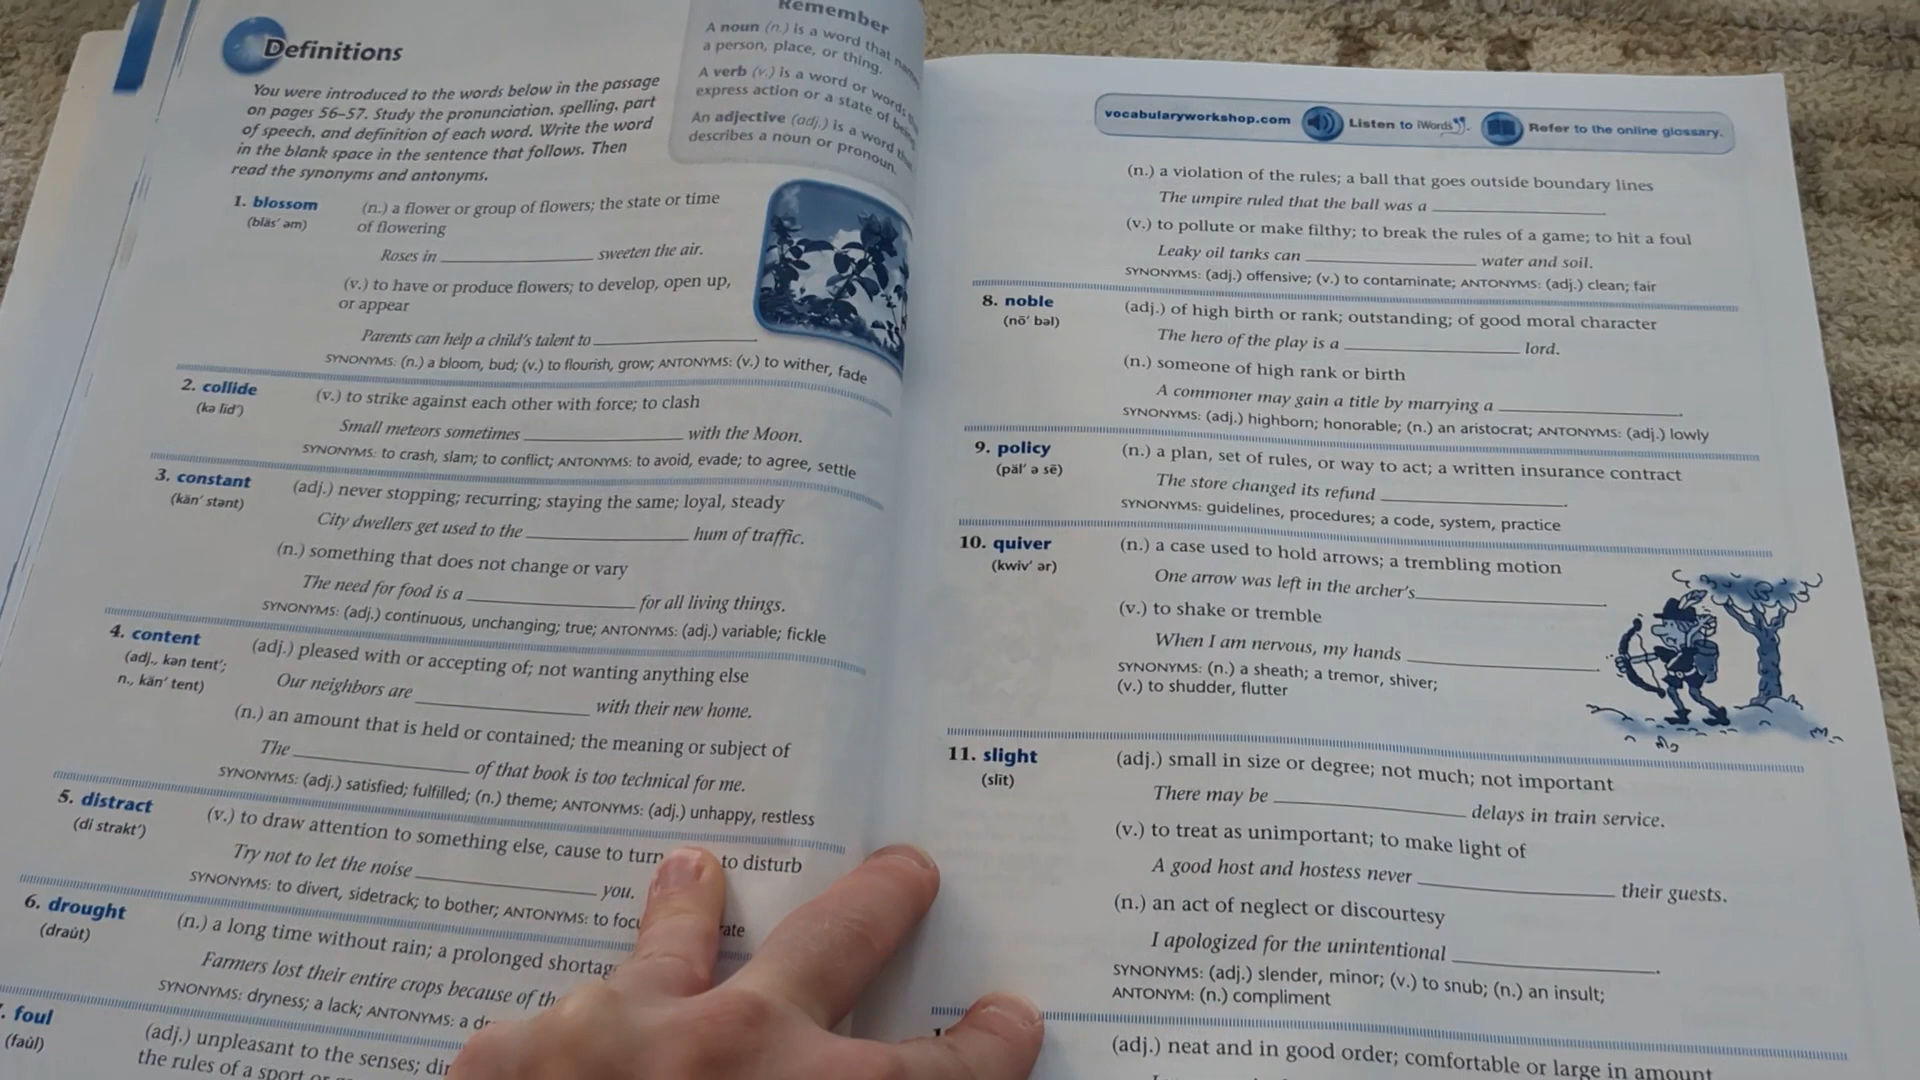 Definitions
You were introduced to the words below in the passage
on pages 56–57. Study the pronunciation, spelling, part
of speech, and definition of each word. Write the word
in the blank space in the sentence that follows. Then
read the synonyms and antonyms.
Remember
A noun (n.) is a word that
a person, place, or thing.
A verb (v.) is a word or words
express action or a state of being
An adjective (adj.) is a word
describes a noun or pronoun.
1. blossom
(bläs′ əm)
(n.) a flower or group of flowers; the state or time
of flowering
Roses in ____________ sweeten the air.
(v.) to have or produce flowers; to develop, open up,
or appear
Parents can help a child's talent to ____________.
SYNONYMS: (n.) a bloom, bud; (v.) to flourish, grow; ANTONYMS: (v.) to wither, fade
2. collide
(kə līd′)
(v.) to strike against each other with force; to clash
Small meteors sometimes ____________ with the Moon.
SYNONYMS: to crash, slam; to conflict; ANTONYMS: to avoid, evade; to agree, settle
3. constant
(kän′ stənt)
(adj.) never stopping; recurring; staying the same; loyal, steady
City dwellers get used to the ____________ hum of traffic.
(n.) something that does not change or vary
The need for food is a ____________ for all living things.
SYNONYMS: (adj.) continuous, unchanging; true; ANTONYMS: (adj.) variable; fickle
4. content
(adj., kən tent′;
n., kän′ tent)
(adj.) pleased with or accepting of; not wanting anything else
Our neighbors are ____________ with their new home.
(n.) an amount that is held or contained; the meaning or subject of
The ____________ of that book is too technical for me.
SYNONYMS: (adj.) satisfied; fulfilled; (n.) theme; ANTONYMS: (adj.) unhappy, restless
5. distract
(di strakt′)
(v.) to draw attention to something else, cause to turn to disturb
Try not to let the noise ____________ you.
SYNONYMS: to divert, sidetrack; to bother; ANTONYMS: to
6. drought
(draůt)
(n.) a long time without rain; a prolonged
Farmers lost their entire crops because of
SYNONYMS: dryness; a lack; ANTONYMS: a
foul
(faůl)
(adj.) unpleasant to the senses;
the rules of a sport
vocabularyworkshop.com Listen to iWords. Refer to the online glossary.
(n.) a violation of the rules; a ball that goes outside boundary lines
The umpire ruled that the ball was a ____________.
(v.) to pollute or make filthy; to break the rules of a game; to hit a foul
Leaky oil tanks can ____________ water and soil.
SYNONYMS: (adj.) offensive; (v.) to contaminate; ANTONYMS: (adj.) clean; fair
8. noble
(nō′ bəl)
(adj.) of high birth or rank; outstanding; of good moral character
The hero of the play is a ____________ lord.
(n.) someone of high rank or birth
A commoner may gain a title by marrying a ____________.
SYNONYMS: (adj.) highborn; honorable; (n.) an aristocrat; ANTONYMS: (adj.) lowly
9. policy
(päl′ ə sē)
(n.) a plan, set of rules, or way to act; a written insurance contract
The store changed its refund ____________.
SYNONYMS: guidelines, procedures; a code, system, practice
10. quiver
(kwiv′ ər)
(n.) a case used to hold arrows; a trembling motion
One arrow was left in the archer's ____________.
(v.) to shake or tremble
When I am nervous, my hands ____________.
SYNONYMS: (n.) a sheath; a tremor, shiver;
(v.) to shudder, flutter
11. slight
(slīt)
(adj.) small in size or degree; not much; not important
There may be ____________ delays in train service.
(v.) to treat as unimportant; to make light of
A good host and hostess never ____________ their guests.
(n.) an act of neglect or discourtesy
I apologized for the unintentional ____________.
SYNONYMS: (adj.) slender, minor; (v.) to snub; (n.) an insult;
ANTONYM: (n.) compliment
(adj.) neat and in good order; comfortable or large in amount